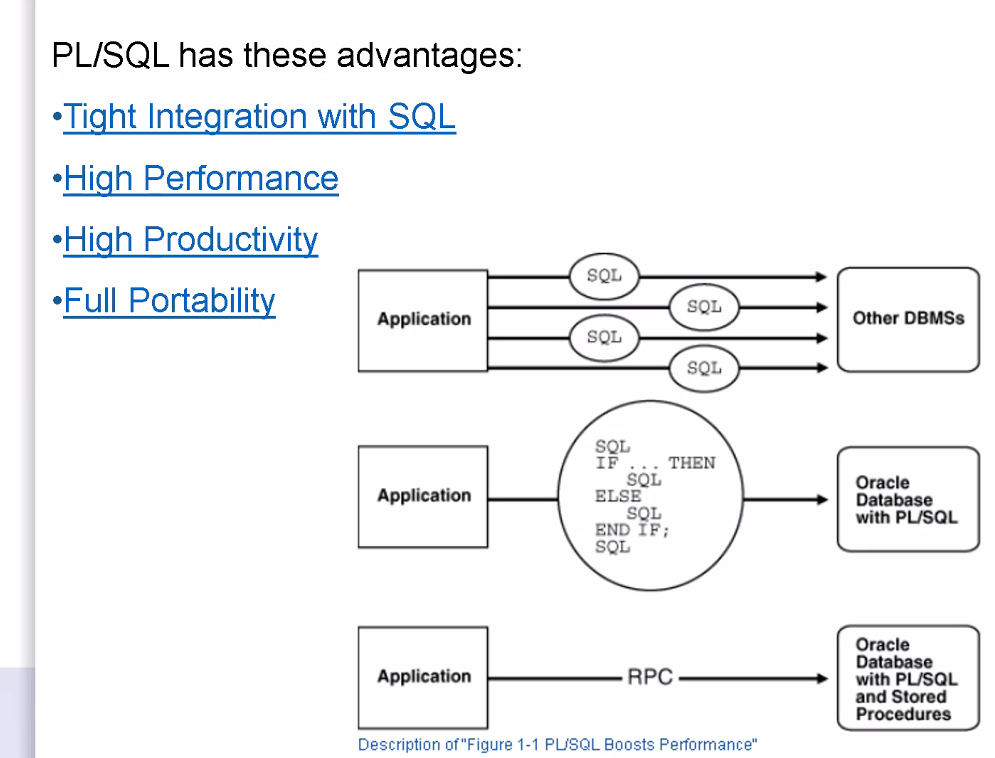 PL/SQL has these advantages:
•Tight Integration with SQL
•High Performance
•High Productivity
•Full Portability
Application
SQL
SQL
SQL
SQL
Other DBMSs
Application
SQL
IF ... THEN
SQL
ELSE
SQL
END IF;
SQL
Oracle
Database
with PL/SQL
Application
RPC
Oracle
Database
with PL/SQL
and Stored
Procedures
Description of "Figure 1-1 PL/SQL Boosts Performance"